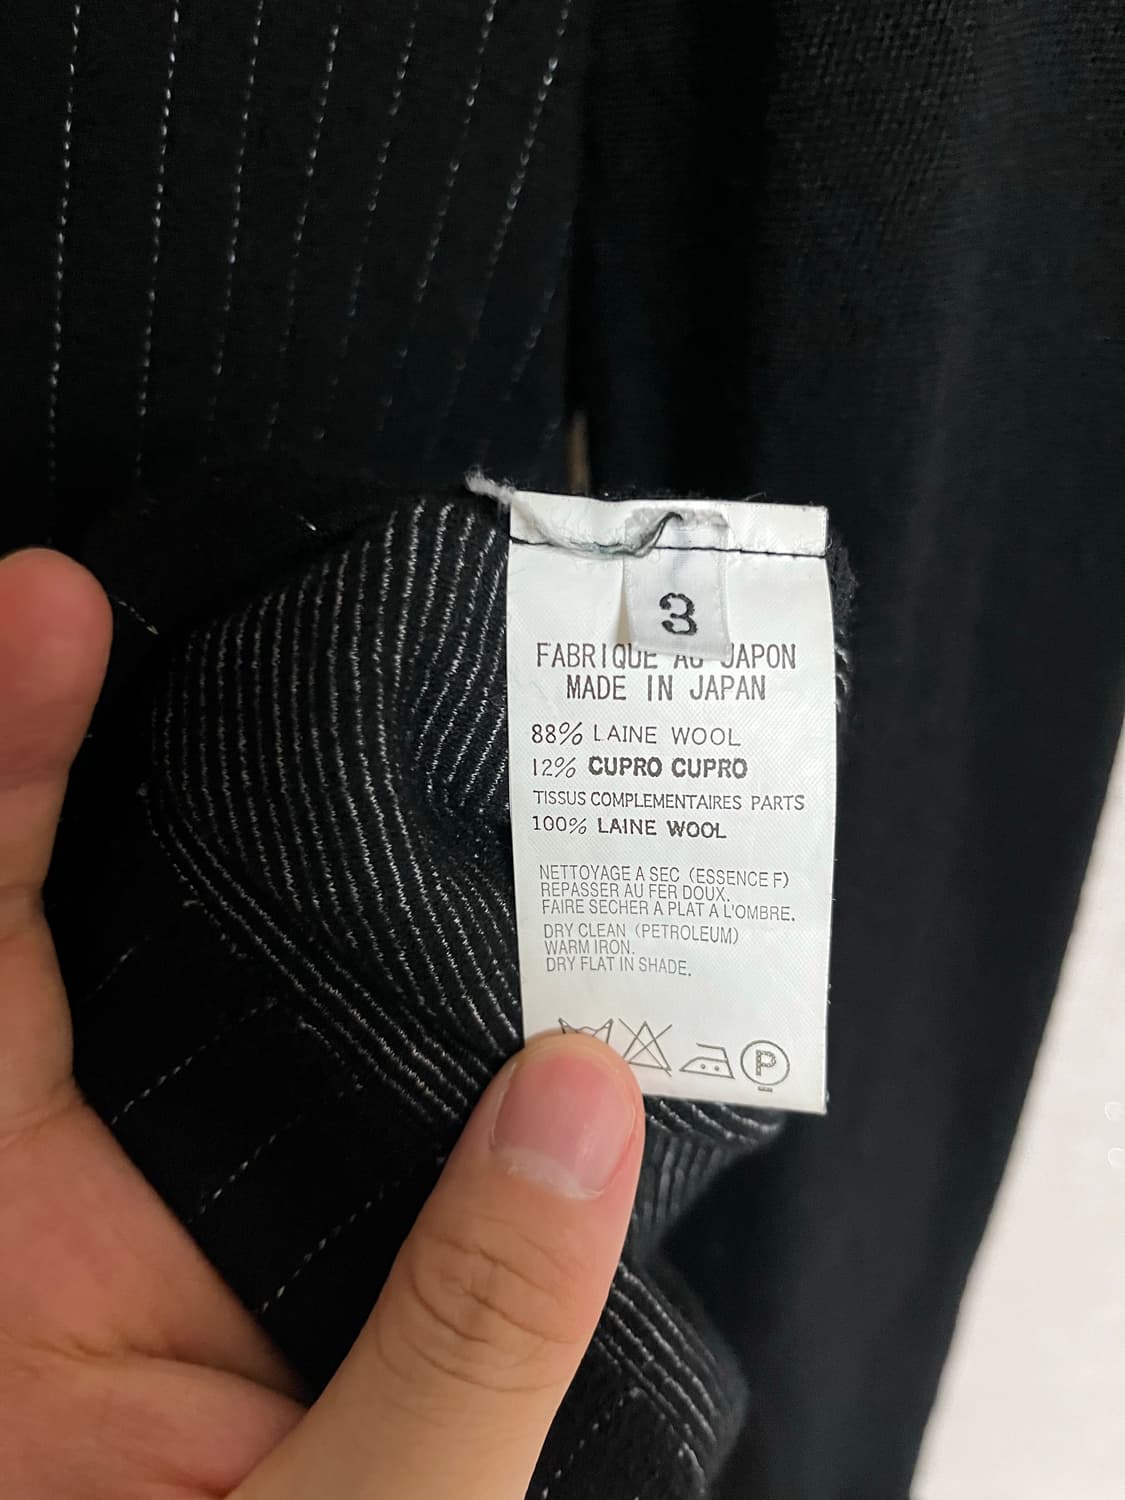 3
FABRIQUE AU JAPON
MADE IN JAPAN
88% LAINE WOOL
12% CUPRO CUPRO
TISSUS COMPLEMENTAIRES PARTS
100% LAINE WOOL
NETTOYAGE A SEC (ESSENCE F)
REPASSER AU FER DOUX.
FAIRE SECHER A PLAT A L'OMBRE.
DRY CLEAN (PETROLEUM)
WARM IRON.
DRY FLAT IN SHADE.
P